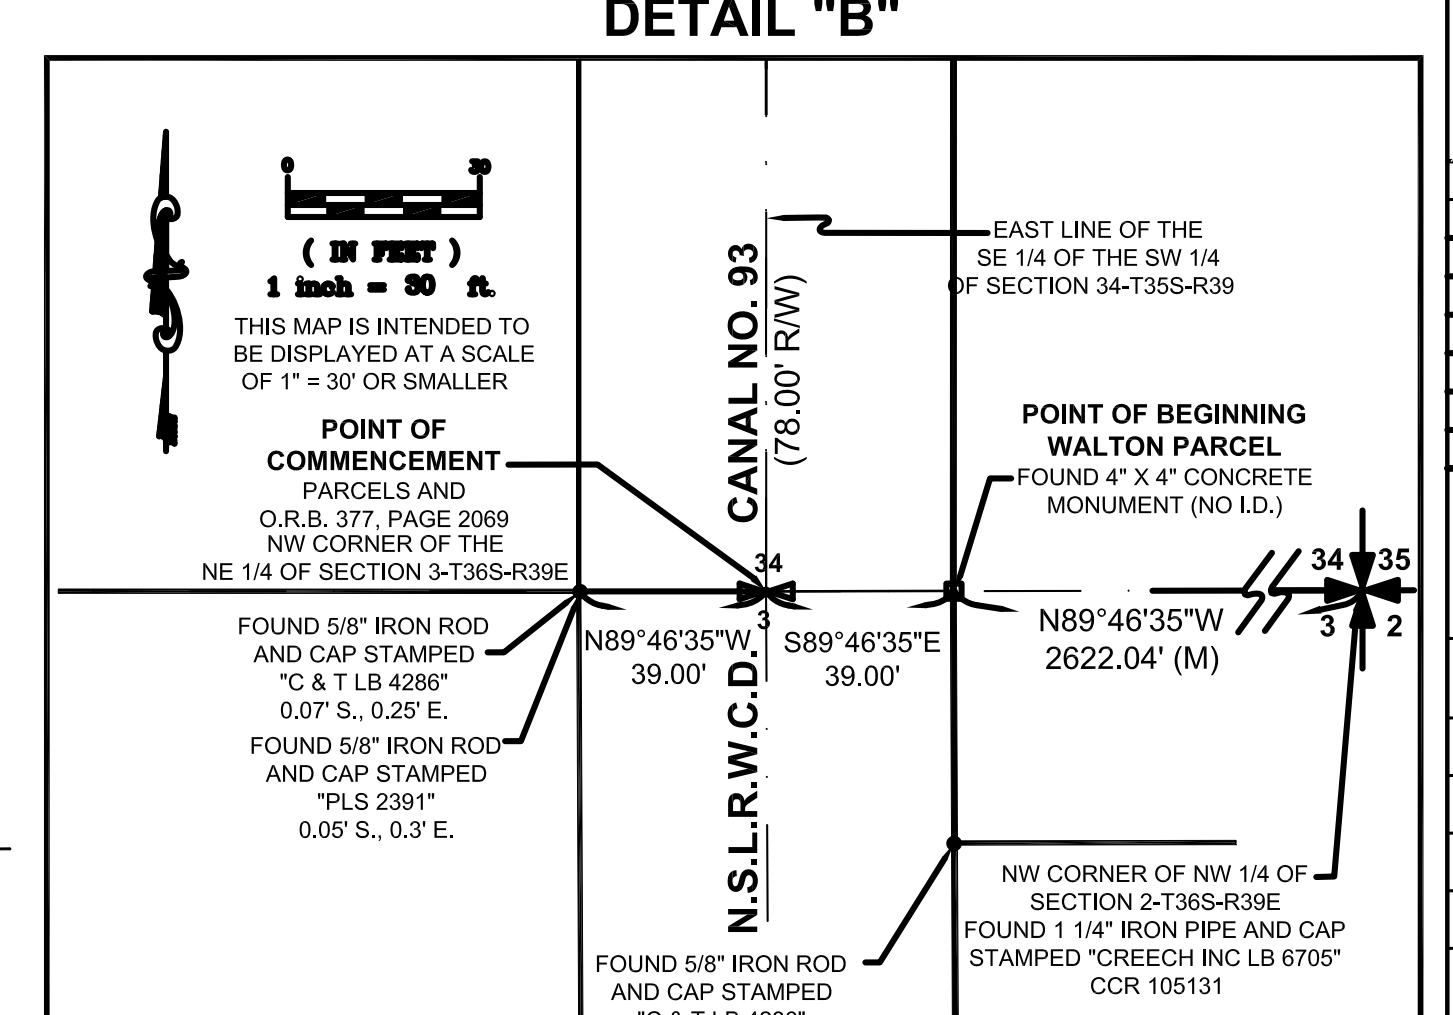 DETAIL "B"
0 30
( IN FEET )
1 inch = 30 ft.
THIS MAP IS INTENDED TO
BE DISPLAYED AT A SCALE
OF 1" = 30' OR SMALLER
EAST LINE OF THE
SE 1/4 OF THE SW 1/4
OF SECTION 34-T35S-R39
N.S.L.R.W.C.D. CANAL NO. 93
(78.00' R/W)
POINT OF
COMMENCEMENT
PARCELS AND
O.R.B. 377, PAGE 2069
NW CORNER OF THE
NE 1/4 OF SECTION 3-T36S-R39E
POINT OF BEGINNING
WALTON PARCEL
FOUND 4" X 4" CONCRETE
MONUMENT (NO I.D.)
34
3
34 35
3 2
N89°46'35"W
39.00'
S89°46'35"E
39.00'
N89°46'35"W
2622.04' (M)
FOUND 5/8" IRON ROD
AND CAP STAMPED
"C & T LB 4286"
0.07' S., 0.25' E.
FOUND 5/8" IRON ROD
AND CAP STAMPED
"PLS 2391"
0.05' S., 0.3' E.
NW CORNER OF NW 1/4 OF
SECTION 2-T36S-R39E
FOUND 1 1/4" IRON PIPE AND CAP
STAMPED "CREECH INC LB 6705"
CCR 105131
FOUND 5/8" IRON ROD
AND CAP STAMPED
"C & T LB